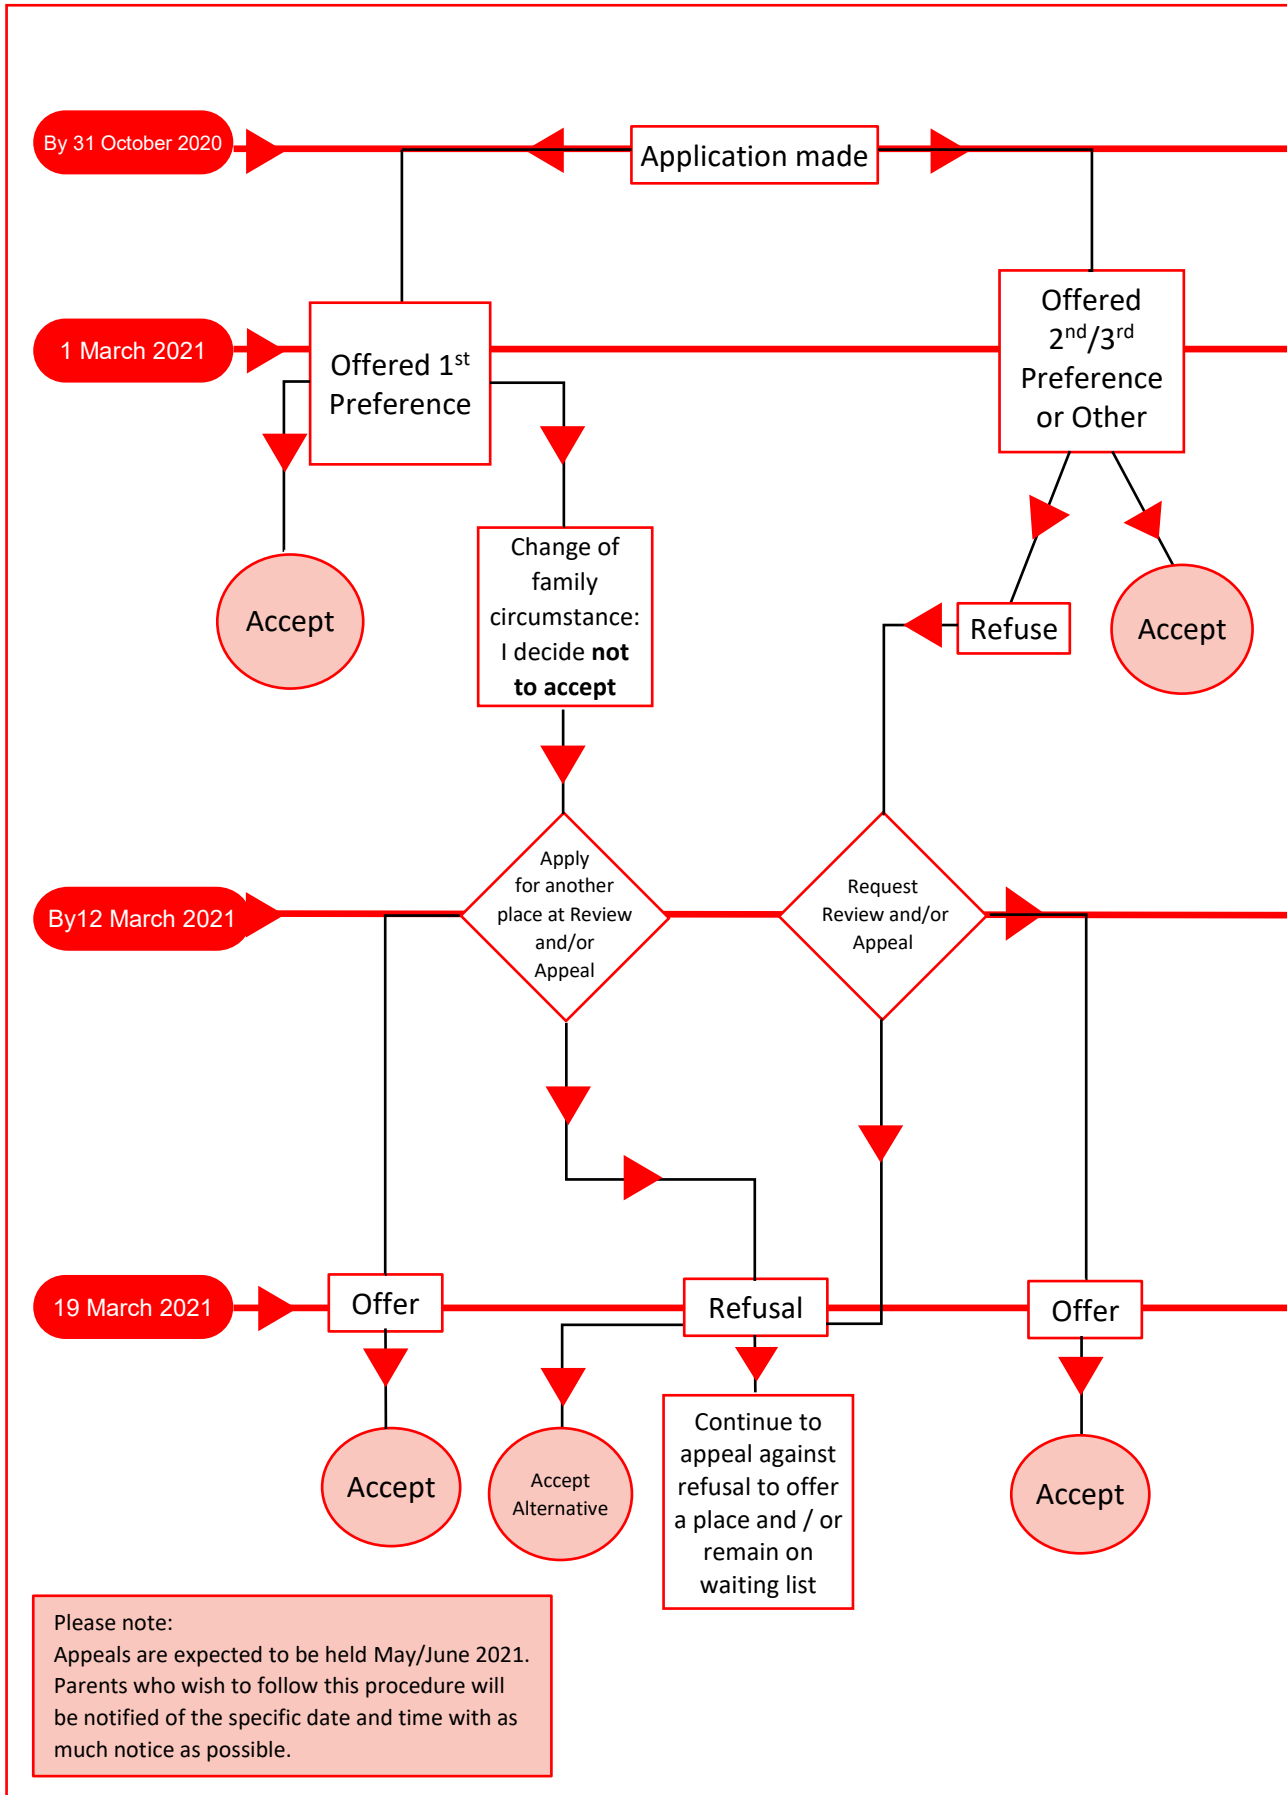 By 31 October 2020
Application made
1 March 2021
Offered 1st
Preference
Offered
2nd/3rd
Preference
or Other
Accept
Change of
family
circumstance:
I decide not
to accept
Refuse
Accept
By12 March 2021
Apply
for another
place at Review
and/or
Appeal
Request
Review and/or
Appeal
19 March 2021
Offer
Refusal
Offer
Accept
Accept
Alternative
Continue to
appeal against
refusal to offer
a place and / or
remain on
waiting list
Accept
Please note:
Appeals are expected to be held May/June 2021.
Parents who wish to follow this procedure will
be notified of the specific date and time with as
much notice as possible.